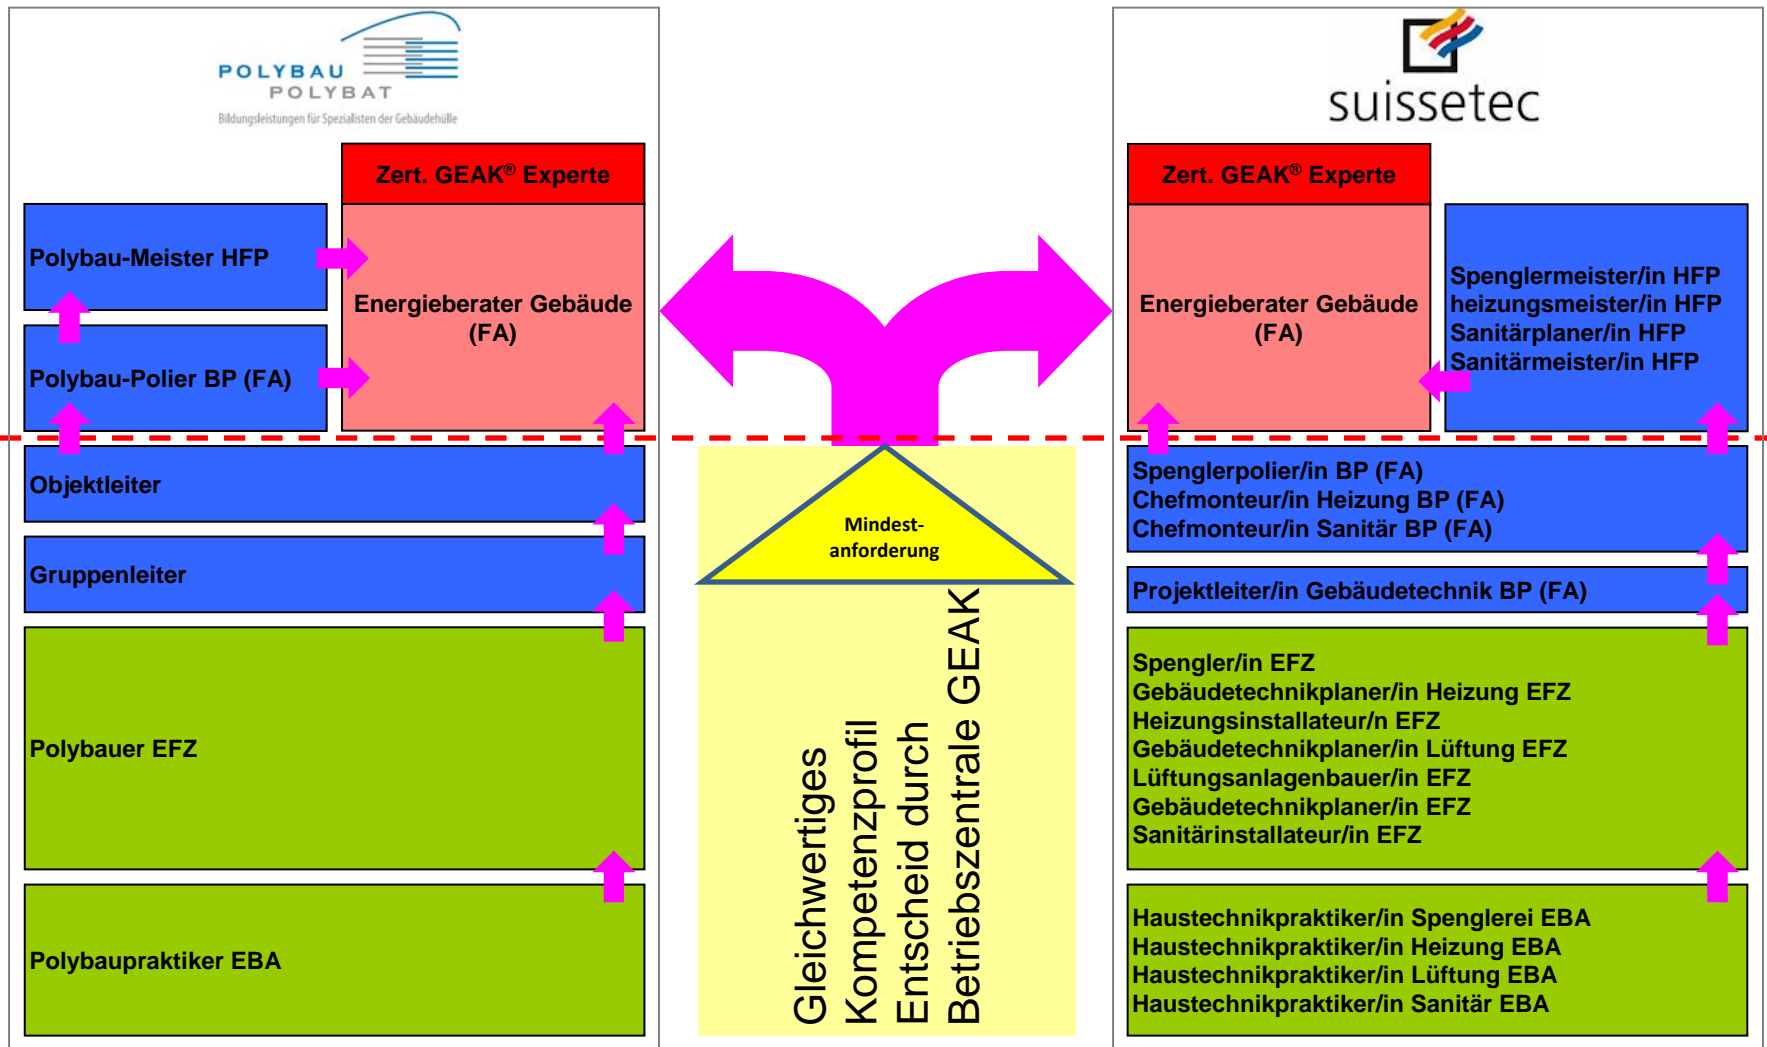 POLYBAU
POLYBAT
Bildungsleistungen für Spezialisten der Gebäudehülle
Zert. GEAK® Experte
Polybau-Meister HFP
Energieberater Gebäude
(FA)
Polybau-Polier BP (FA)
Objektleiter
Gruppenleiter
Polybauer EFZ
Polybaupraktiker EBA
Mindest-
anforderung
Gleichwertiges
Kompetenzprofil
Entscheid durch
Betriebszentrale GEAK
suissetec
Zert. GEAK® Experte
Energieberater Gebäude
(FA)
Spenglermeister/in HFP
heizungsmeister/in HFP
Sanitärplaner/in HFP
Sanitärmeister/in HFP
Spenglerpolier/in BP (FA)
Chefmonteur/in Heizung BP (FA)
Chefmonteur/in Sanitär BP (FA)
Projektleiter/in Gebäudetechnik BP (FA)
Spengler/in EFZ
Gebäudetechnikplaner/in Heizung EFZ
Heizungsinstallateur/n EFZ
Gebäudetechnikplaner/in Lüftung EFZ
Lüftungsanlagenbauer/in EFZ
Gebäudetechnikplaner/in EFZ
Sanitärinstallateur/in EFZ
Haustechnikpraktiker/in Spenglerei EBA
Haustechnikpraktiker/in Heizung EBA
Haustechnikpraktiker/in Lüftung EBA
Haustechnikpraktiker/in Sanitär EBA